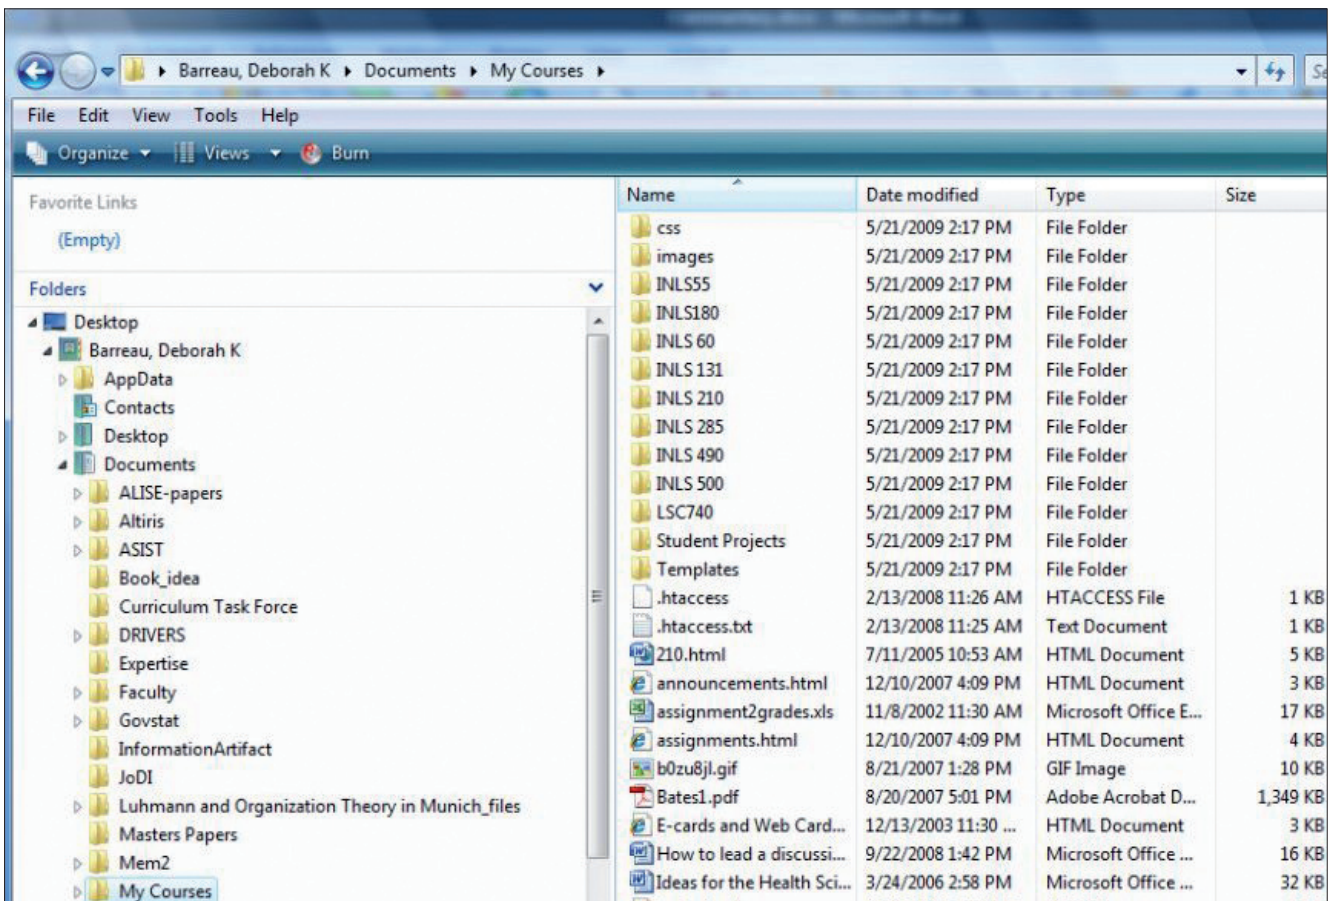 Barreau, Deborah K Documents My Courses
File Edit View Tools Help
Organize Views Burn
Favorite Links
(Empty)
Folders
Desktop
Barreau, Deborah K
AppData
Contacts
Desktop
Documents
ALISE-papers
Altiris
ASIST
Book_idea
Curriculum Task Force
DRIVERS
Expertise
Faculty
Govstat
InformationArtifact
JoDI
Luhmann and Organization Theory in Munich_files
Masters Papers
Mem2
My Courses
Name Date modified Type Size
css 5/21/2009 2:17 PM File Folder
images 5/21/2009 2:17 PM File Folder
INLS55 5/21/2009 2:17 PM File Folder
INLS180 5/21/2009 2:17 PM File Folder
INLS 60 5/21/2009 2:17 PM File Folder
INLS 131 5/21/2009 2:17 PM File Folder
INLS 210 5/21/2009 2:17 PM File Folder
INLS 285 5/21/2009 2:17 PM File Folder
INLS 490 5/21/2009 2:17 PM File Folder
INLS 500 5/21/2009 2:17 PM File Folder
LSC740 5/21/2009 2:17 PM File Folder
Student Projects 5/21/2009 2:17 PM File Folder
Templates 5/21/2009 2:17 PM File Folder
.htaccess 2/13/2008 11:26 AM HTACCESS File 1 KB
.htaccess.txt 2/13/2008 11:25 AM Text Document 1 KB
210.html 7/11/2005 10:53 AM HTML Document 5 KB
announcements.html 12/10/2007 4:09 PM HTML Document 3 KB
assignment2grades.xls 11/8/2002 11:30 AM Microsoft Office E... 17 KB
assignments.html 12/10/2007 4:09 PM HTML Document 4 KB
b0zu8jl.gif 8/21/2007 1:28 PM GIF Image 10 KB
Bates1.pdf 8/20/2007 5:01 PM Adobe Acrobat D... 1,349 KB
E-cards and Web Card... 12/13/2003 11:30 ... HTML Document 3 KB
How to lead a discussi... 9/22/2008 1:42 PM Microsoft Office ... 16 KB
Ideas for the Health Sci... 3/24/2006 2:58 PM Microsoft Office ... 32 KB